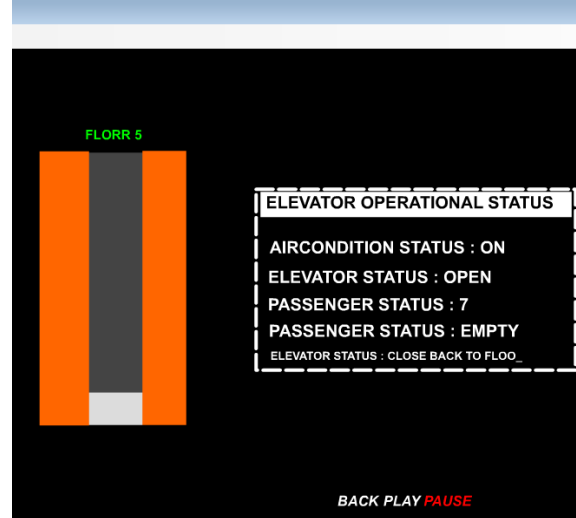 FLORR 5
ELEVATOR OPERATIONAL STATUS
AIRCONDITION STATUS : ON
ELEVATOR STATUS : OPEN
PASSENGER STATUS : 7
PASSENGER STATUS : EMPTY
ELEVATOR STATUS : CLOSE BACK TO FLOO_
BACK PLAY PAUSE